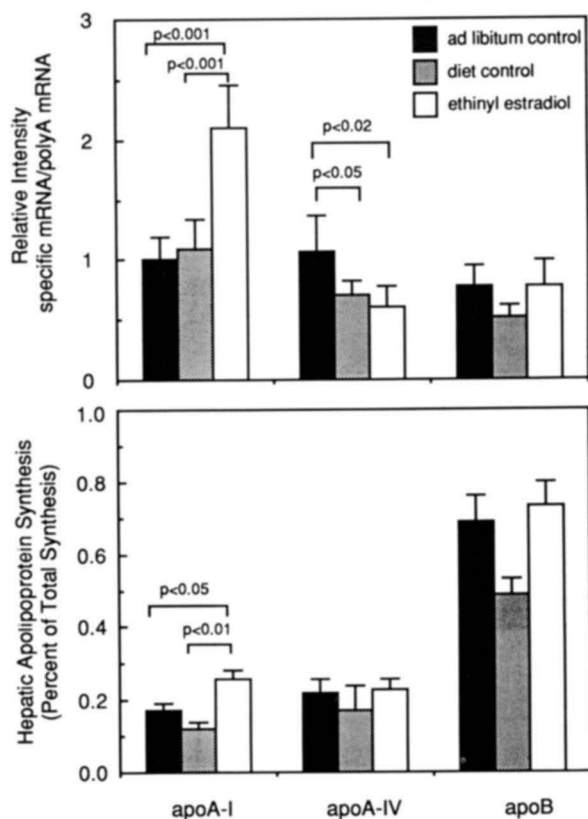 3
2
1
0
Relative Intensity
specific mRNA/polyA mRNA
p<0.001
p<0.001
p<0.02
p<0.05
ad libitum control
diet control
ethinyl estradiol
1.0
0.8
0.6
0.4
0.2
0.0
Hepatic Apolipoprotein Synthesis
(Percent of Total Synthesis)
p<0.05
p<0.01
apoA-I
apoA-IV
apoB